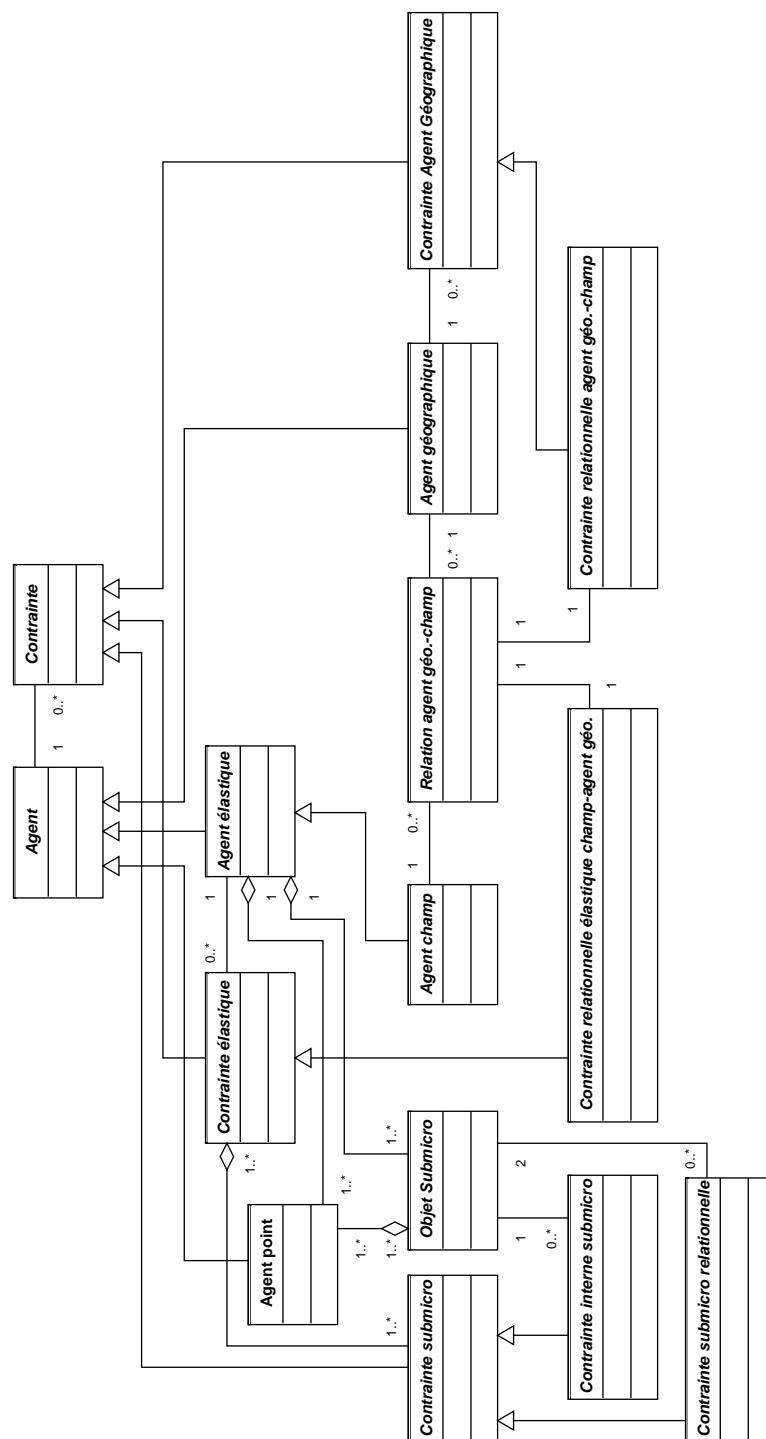 Agent
1
0..*
Contrainte
Contrainte élastique
0..*
1
1..*
Agent élastique
1
1
Agent point
1..*
1..*
Contrainte submicro
1..*
Objet Submicro
1..*
1..*
2
1
Agent champ
1
0..*
Relation agent géo.-champ
0..*
1
1
1
Agent géographique
1
0..*
Contrainte Agent Géographique
Contrainte interne submicro
0..*
Contrainte relationnelle élastique champ-agent géo.
1
Contrainte relationnelle agent géo.-champ
1
Contrainte submicro relationnelle
0..*